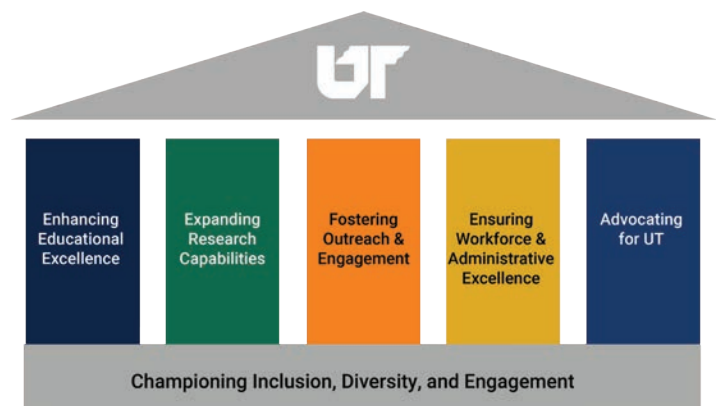 UT
Enhancing
Educational
Excellence
Expanding
Research
Capabilities
Fostering
Outreach &
Engagement
Ensuring
Workforce &
Administrative
Excellence
Advocating
for UT
Championing Inclusion, Diversity, and Engagement